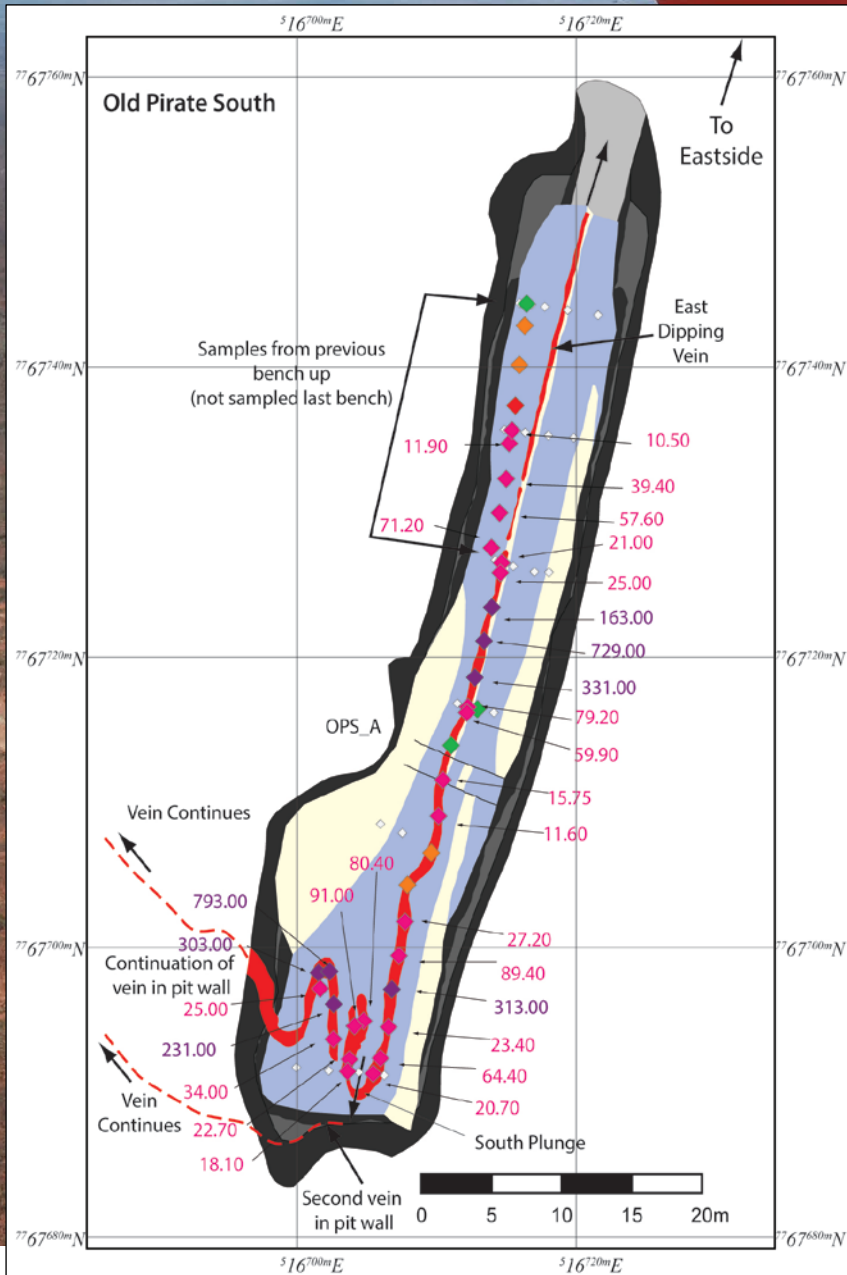 ⁵16⁷⁰⁰ᵐE
⁵16⁷²⁰ᵐE
⁷⁷67⁷⁶⁰ᵐN
⁷⁷67⁷⁶⁰ᵐN
Old Pirate South
To
Eastside
East
Dipping
Vein
Samples from previous
bench up
(not sampled last bench)
⁷⁷67⁷⁴⁰ᵐN
⁷⁷67⁷⁴⁰ᵐN
11.90
10.50
39.40
71.20
57.60
21.00
25.00
163.00
729.00
⁷⁷67⁷²⁰ᵐN
⁷⁷67⁷²⁰ᵐN
331.00
79.20
OPS_A
59.90
15.75
11.60
Vein Continues
80.40
91.00
793.00
27.20
303.00
⁷⁷67⁷⁰⁰ᵐN
⁷⁷67⁷⁰⁰ᵐN
Continuation of
vein in pit wall
89.40
25.00
313.00
231.00
23.40
34.00
64.40
Vein
Continues
22.70
20.70
18.10
South Plunge
Second vein
in pit wall
0
5
10
15
20m
⁷⁷67⁶⁸⁰ᵐN
⁷⁷67⁶⁸⁰ᵐN
⁵16⁷⁰⁰ᵐE
⁵16⁷²⁰ᵐE